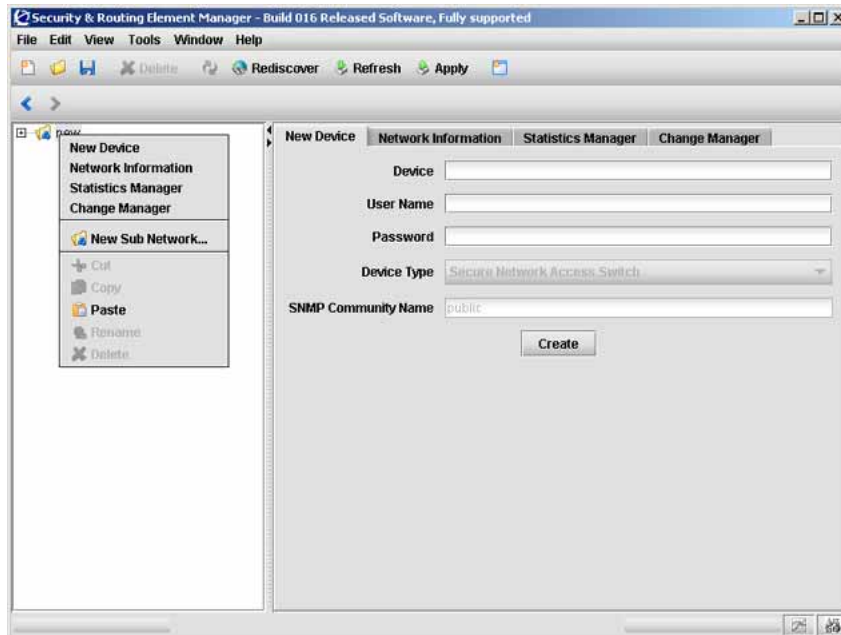 Security & Routing Element Manager - Build 016 Released Software, Fully supported
File Edit View Tools Window Help
Delete Rediscover Refresh Apply
new
New Device
Network Information
Statistics Manager
Change Manager
New Sub Network...
Cut
Copy
Paste
Rename
Delete
New Device Network Information Statistics Manager Change Manager
Device
User Name
Password
Device Type Secure Network Access Switch
SNMP Community Name public
Create